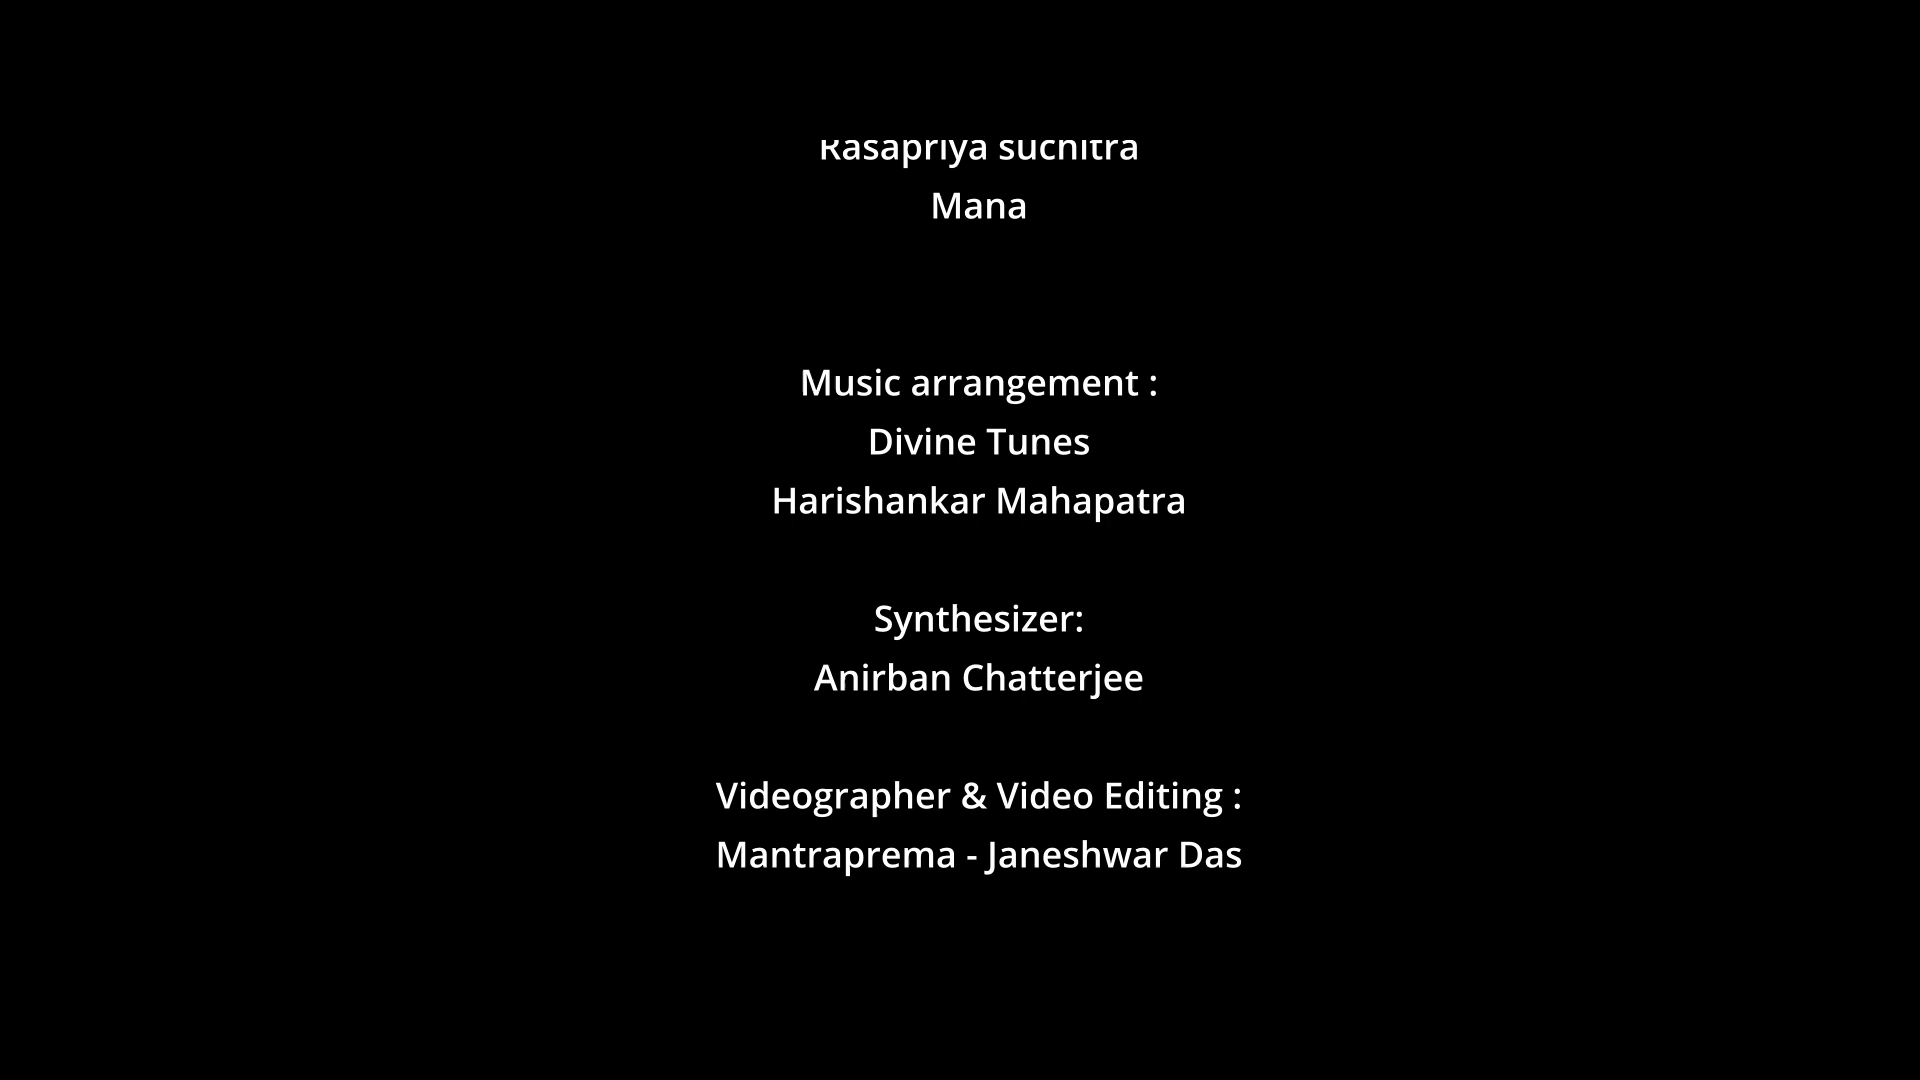 Rasapriya suchitra
Mana
Music arrangement :
Divine Tunes
Harishankar Mahapatra
Synthesizer:
Anirban Chatterjee
Videographer & Video Editing :
Mantraprema - Janeshwar Das